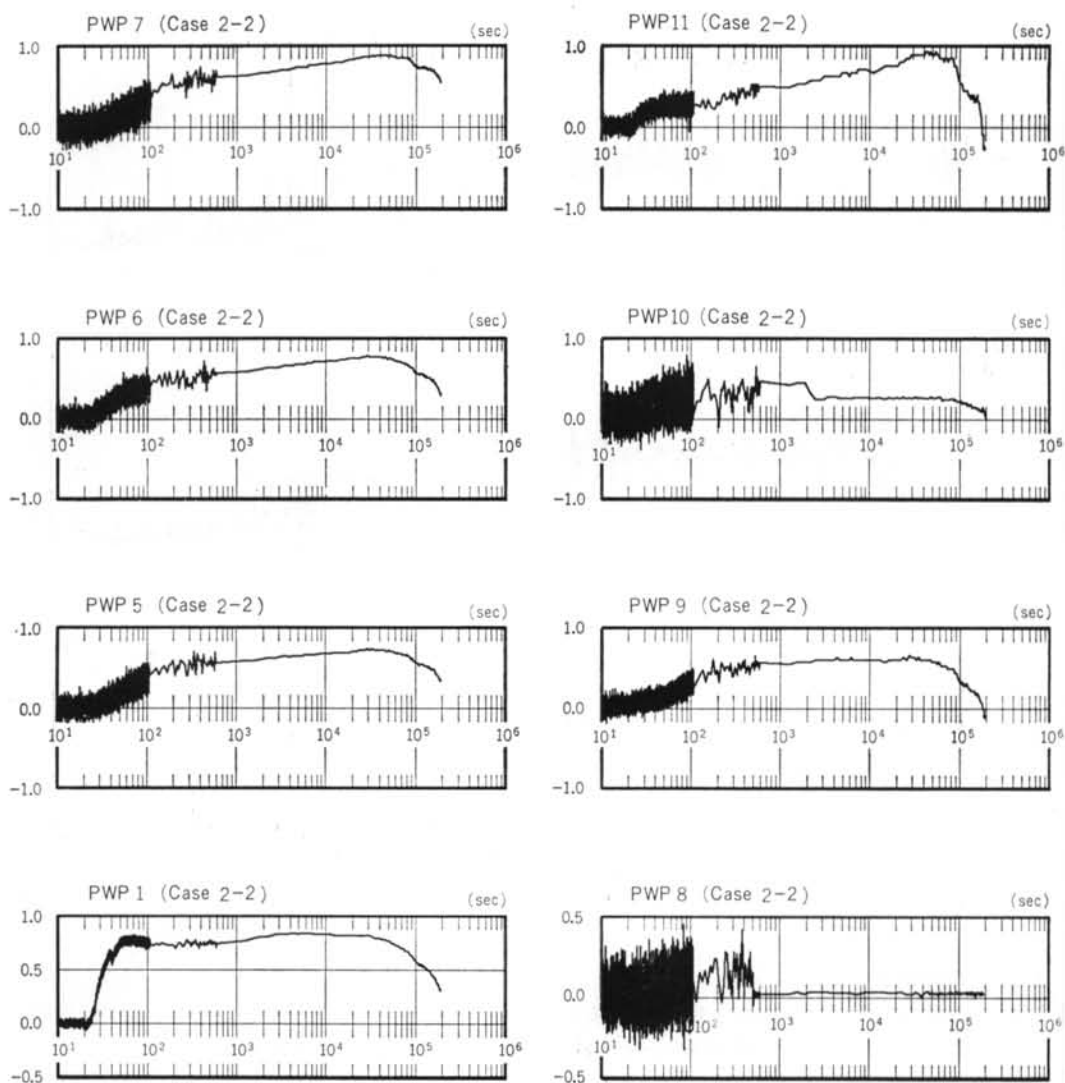 PWP 7 (Case 2-2) (sec)
1.0
0.0
10¹ 10² 10³ 10⁴ 10⁵ 10⁶
-1.0
PWP11 (Case 2-2) (sec)
1.0
0.0
10¹ 10² 10³ 10⁴ 10⁵ 10⁶
-1.0
PWP 6 (Case 2-2) (sec)
1.0
0.0
10¹ 10² 10³ 10⁴ 10⁵ 10⁶
-1.0
PWP10 (Case 2-2) (sec)
1.0
0.0
10¹ 10² 10³ 10⁴ 10⁵ 10⁶
-1.0
PWP 5 (Case 2-2) (sec)
1.0
0.0
10¹ 10² 10³ 10⁴ 10⁵ 10⁶
-1.0
PWP 9 (Case 2-2) (sec)
1.0
0.0
10¹ 10² 10³ 10⁴ 10⁵ 10⁶
-1.0
PWP 1 (Case 2-2) (sec)
1.0
0.5
0.0
10¹ 10² 10³ 10⁴ 10⁵ 10⁶
-0.5
PWP 8 (Case 2-2) (sec)
0.5
0.0
10¹ 10² 10³ 10⁴ 10⁵ 10⁶
-0.5